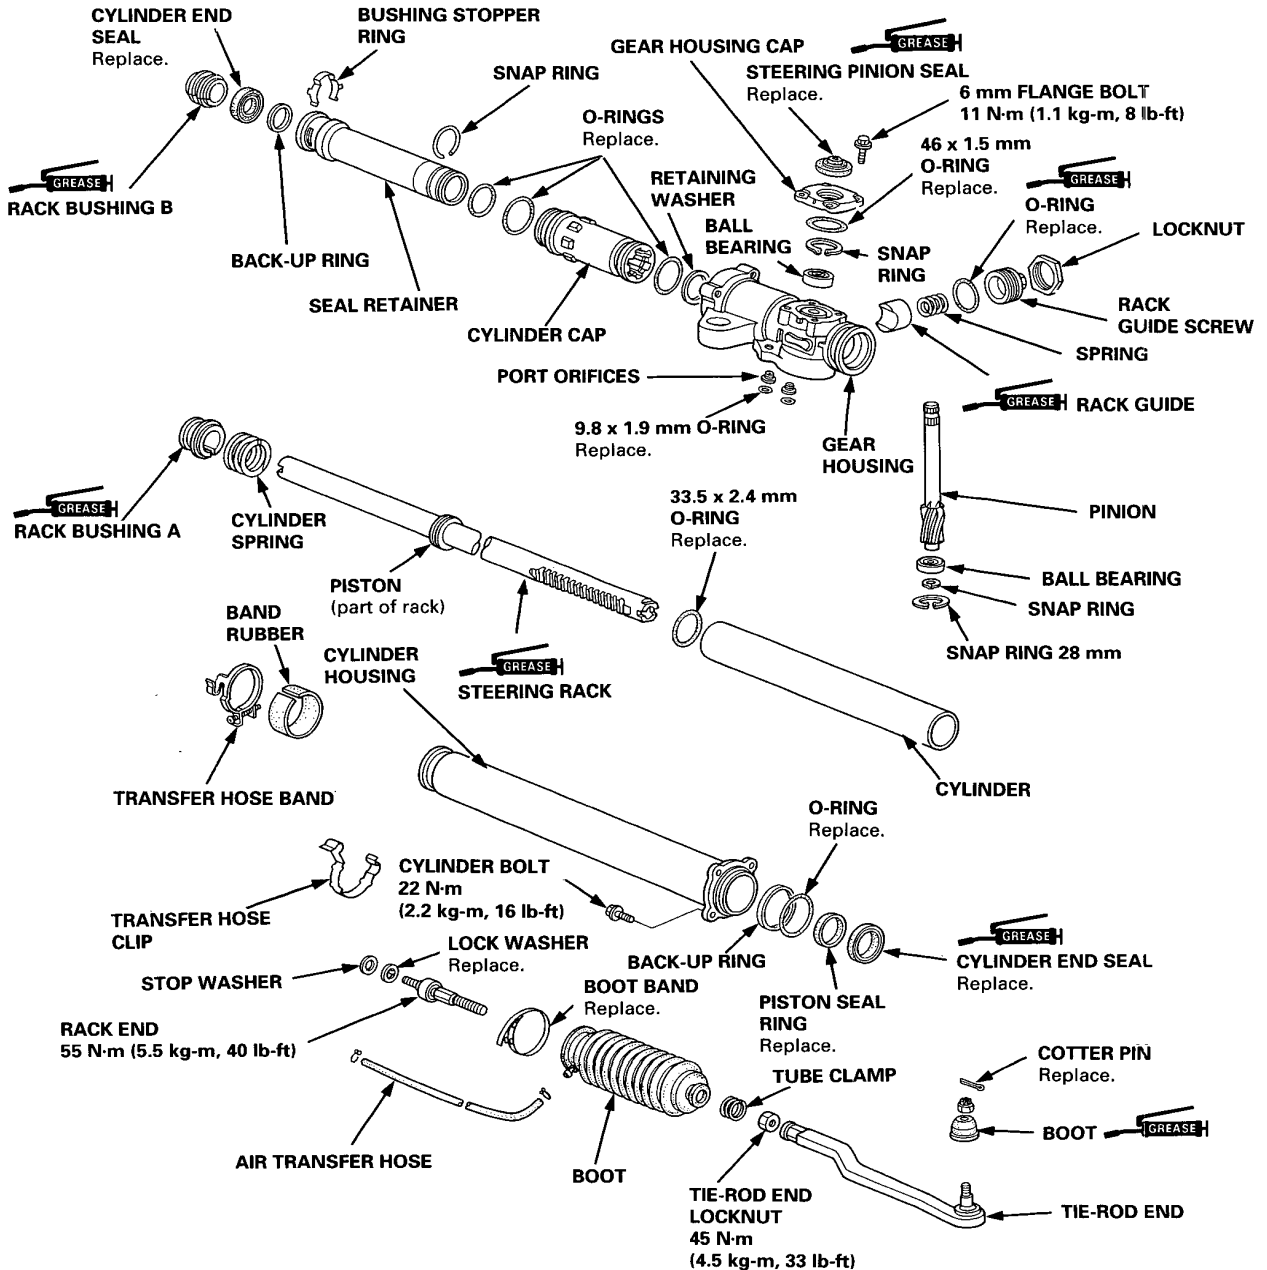 CYLINDER END
SEAL
Replace.
BUSHING STOPPER
RING
SNAP RING
GEAR HOUSING CAP
GREASE
STEERING PINION SEAL
Replace.
6 mm FLANGE BOLT
11 N·m (1.1 kg-m, 8 lb-ft)
O-RINGS
Replace.
46 x 1.5 mm
O-RING
Replace.
GREASE
RACK BUSHING B
RETAINING
WASHER
GREASE
O-RING
Replace.
LOCKNUT
BALL
BEARING
BACK-UP RING
SNAP
RING
SEAL RETAINER
CYLINDER CAP
RACK
GUIDE SCREW
SPRING
PORT ORIFICES
GREASE
RACK GUIDE
9.8 x 1.9 mm O-RING
Replace.
GEAR
HOUSING
GREASE
RACK BUSHING A
CYLINDER
SPRING
33.5 x 2.4 mm
O-RING
Replace.
PINION
PISTON
(part of rack)
BALL BEARING
SNAP RING
SNAP RING 28 mm
BAND
RUBBER
CYLINDER
HOUSING
GREASE
STEERING RACK
TRANSFER HOSE BAND
CYLINDER
O-RING
Replace.
CYLINDER BOLT
22 N·m
(2.2 kg-m, 16 lb-ft)
TRANSFER HOSE
CLIP
LOCK WASHER
Replace.
STOP WASHER
BACK-UP RING
GREASE
CYLINDER END SEAL
Replace.
BOOT BAND
Replace.
PISTON SEAL
RING
Replace.
RACK END
55 N·m (5.5 kg-m, 40 lb-ft)
COTTER PIN
Replace.
TUBE CLAMP
BOOT
GREASE
AIR TRANSFER HOSE
BOOT
TIE-ROD END
LOCKNUT
45 N·m
(4.5 kg-m, 33 lb-ft)
TIE-ROD END